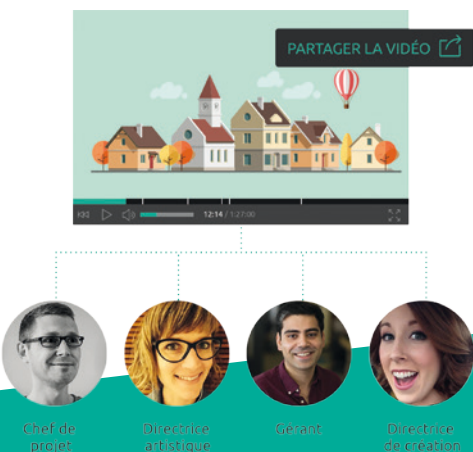 PARTAGER LA VIDÉO
12:14 / 1:27:00
Chef de
projet
Directrice
artistique
Gérant
Directrice
de création